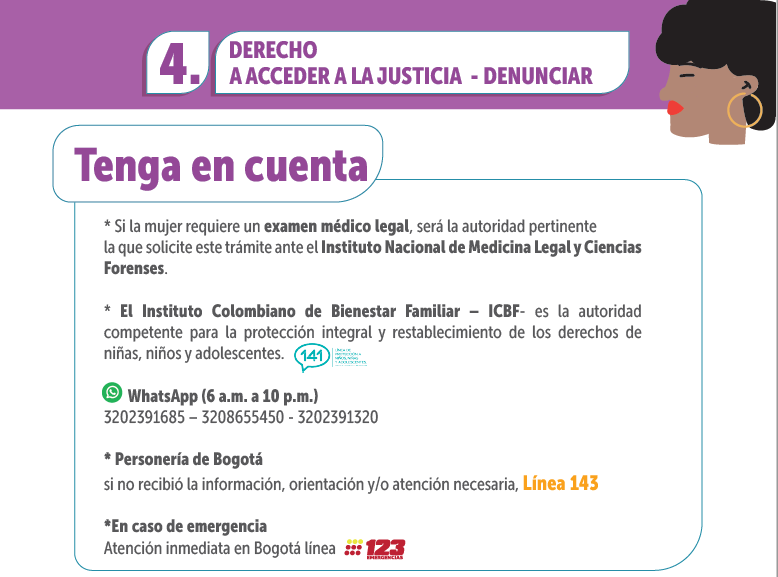 4.
DERECHO
A ACCEDER A LA JUSTICIA - DENUNCIAR
Tenga en cuenta
* Si la mujer requiere un examen médico legal, será la autoridad pertinente
la que solicite este trámite ante el Instituto Nacional de Medicina Legal y Ciencias
Forenses.
* El Instituto Colombiano de Bienestar Familiar – ICBF- es la autoridad
competente para la protección integral y restablecimiento de los derechos de
niñas, niños y adolescentes.
141
WhatsApp (6 a.m. a 10 p.m.)
3202391685 – 3208655450 - 3202391320
* Personería de Bogotá
si no recibió la información, orientación y/o atención necesaria, Línea 143
*En caso de emergencia
Atención inmediata en Bogotá línea 123
EMERGENCIAS